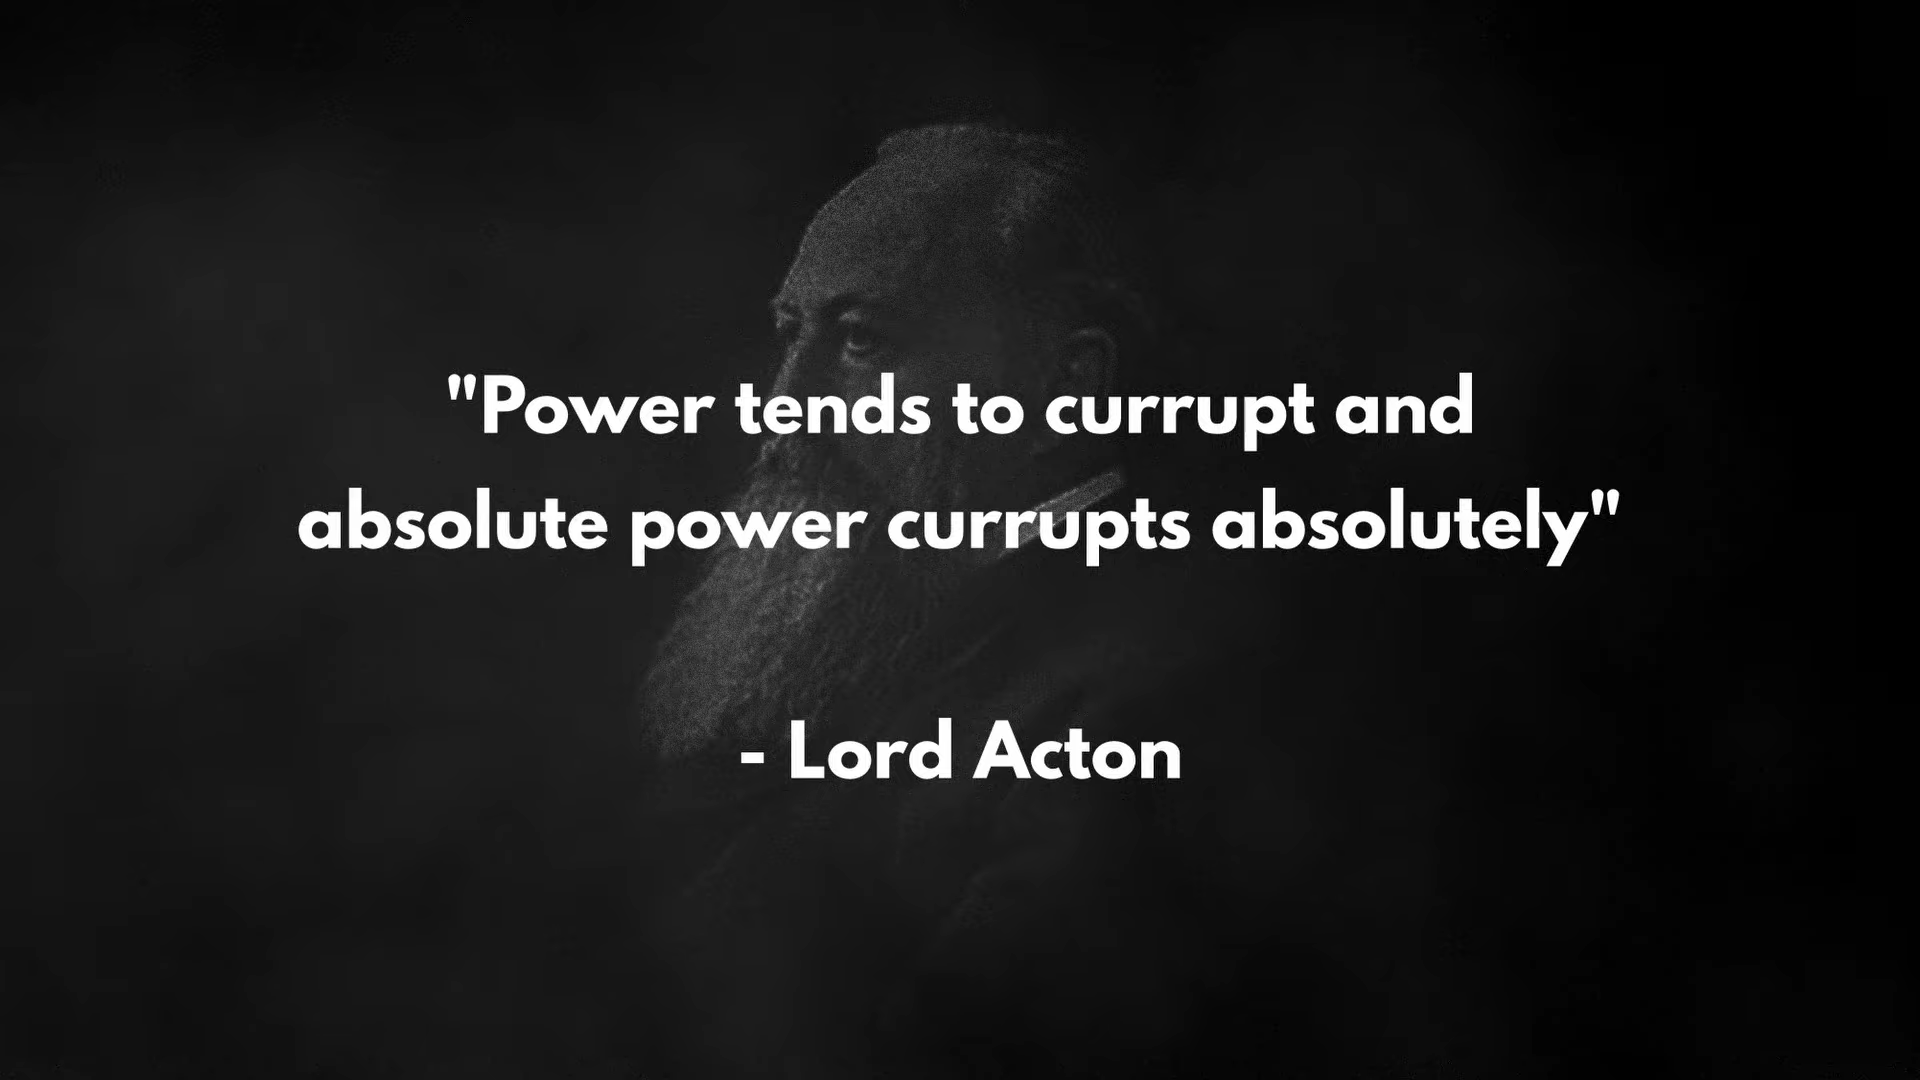 "Power tends to currupt and
absolute power currupts absolutely"
- Lord Acton